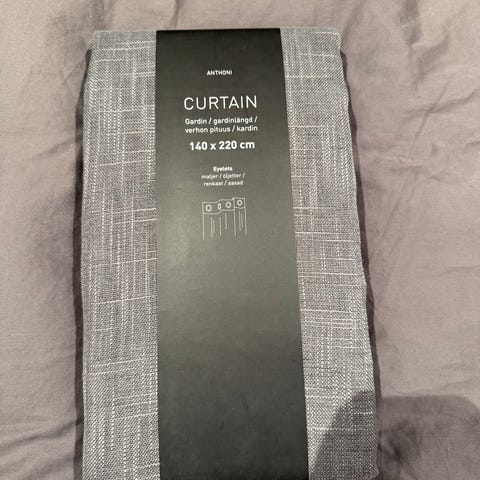 ANTHONI
CURTAIN
Gardin / gardinlängd /
verhon pituus / kardin
140 x 220 cm
Eyelets
maljer / öljetter /
renkaat / aasad